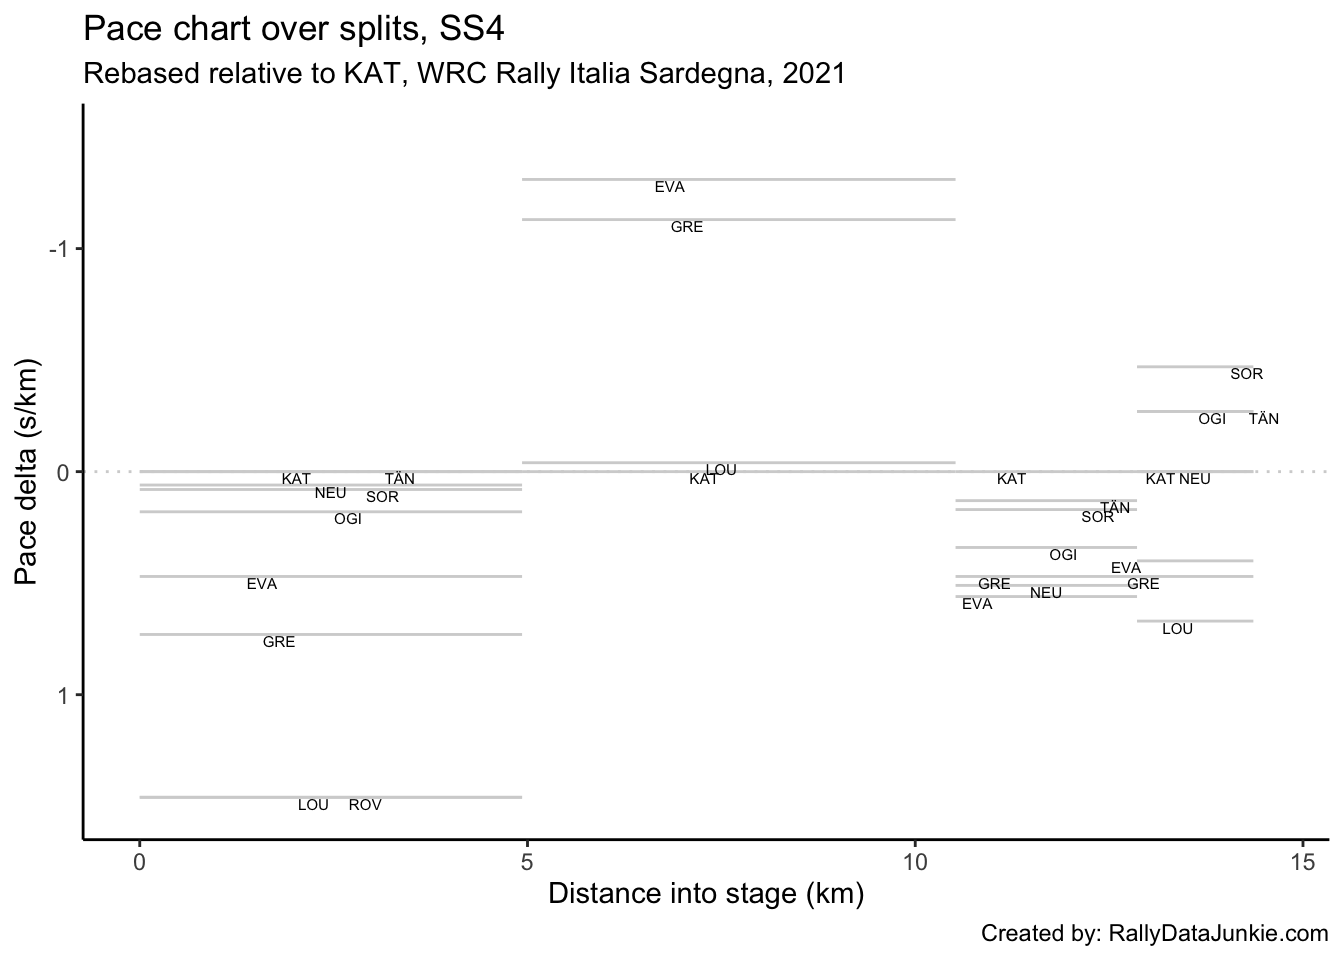 Pace chart over splits, SS4
Rebased relative to KAT, WRC Rally Italia Sardegna, 2021
EVA
GRE
-1
SOR
OGI TÄN
LOU
0
KAT TÄN KAT KAT KAT NEU
NEU SOR
TÄN
SOR
OGI
OGI
EVA
EVA GRE GRE
NEU
EVA
LOU
GRE
1
LOU ROV
Pace delta (s/km)
0 5 10 15
Distance into stage (km)
Created by: RallyDataJunkie.com